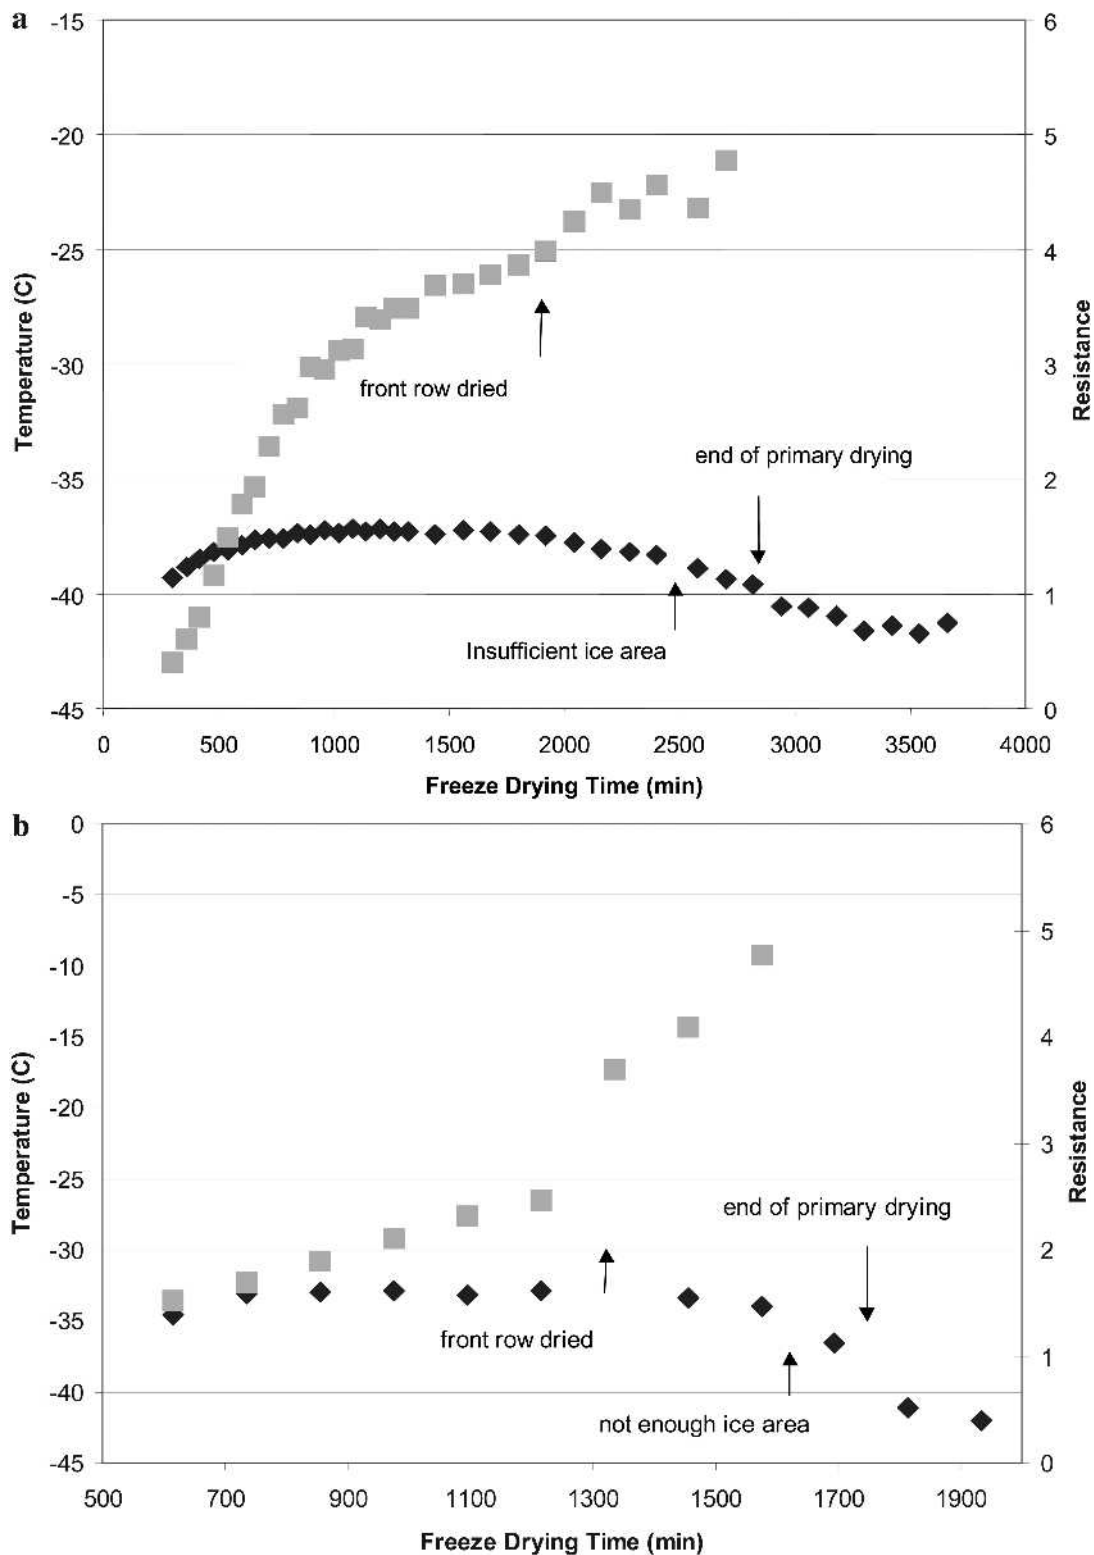 a
-15
-20
-25
-30
-35
-40
-45
Temperature (C)
6
5
4
3
2
1
0
Resistance
front row dried
end of primary drying
Insufficient ice area
0 500 1000 1500 2000 2500 3000 3500 4000
Freeze Drying Time (min)
b
0
-5
-10
-15
-20
-25
-30
-35
-40
-45
Temperature (C)
6
5
4
3
2
1
0
Resistance
end of primary drying
front row dried
not enough ice area
500 700 900 1100 1300 1500 1700 1900
Freeze Drying Time (min)